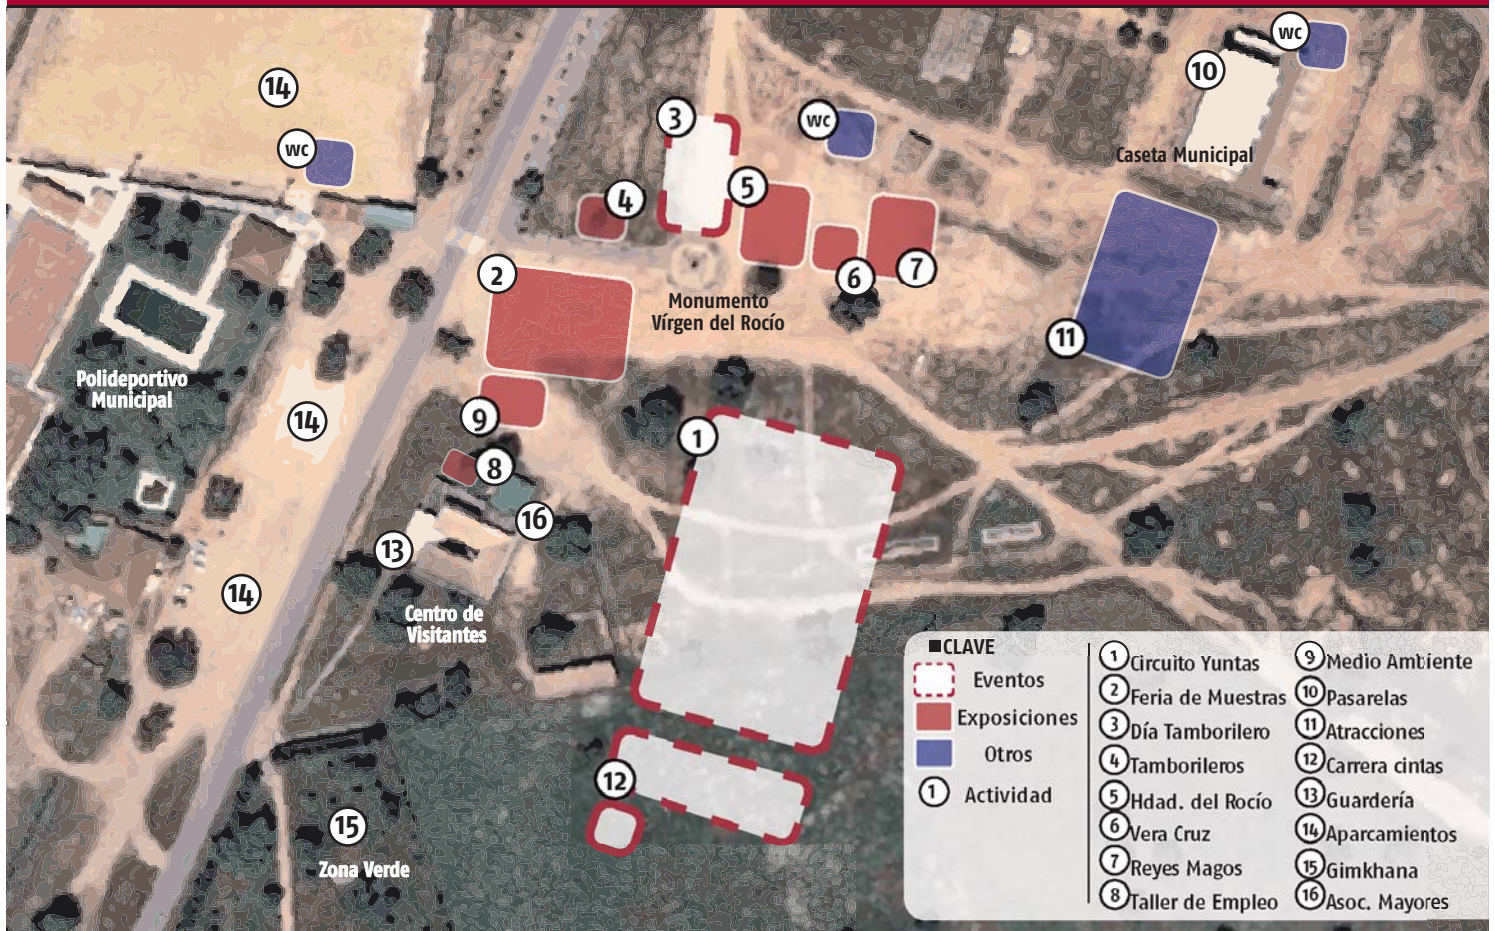 14
wc
10
wc
3
wc
14
Caseta Municipal
5
4
2
6
7
Monumento
Vírgen del Rocío
11
Polideportivo
Municipal
9
14
1
8
16
13
14
Centro de
Visitantes
12
15
Zona Verde
CLAVE
Eventos
Exposiciones
Otros
1 Actividad
1 Circuito Yuntas
2 Feria de Muestras
3 Día Tamborilero
4 Tamborileros
5 Hdad. del Rocío
6 Vera Cruz
7 Reyes Magos
8 Taller de Empleo
9 Medio Ambiente
10 Pasarelas
11 Atracciones
12 Carrera cintas
13 Guardería
14 Aparcamientos
15 Gimkhana
16 Asoc. Mayores